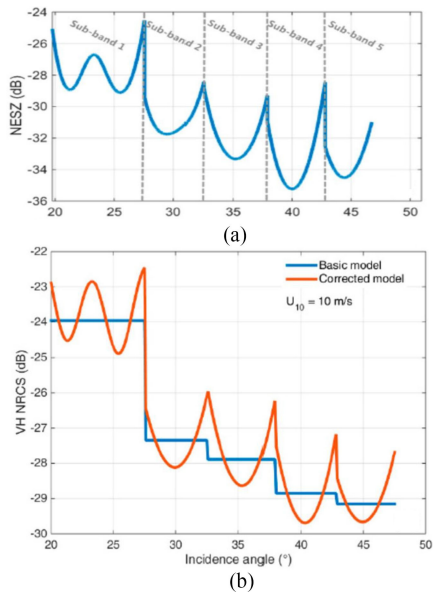 -24
-26
-28
-30
-32
-34
-36
NESZ (dB)
Sub-band 1
Sub-band 2
Sub-band 3
Sub-band 4
Sub-band 5
20 25 30 35 40 45 50
(a)
-22
-23
-24
-25
-26
-27
-28
-29
-30
VH NRCS (dB)
Basic model
Corrected model
U10 = 10 m/s
20 25 30 35 40 45 50
Incidence angle (°)
(b)